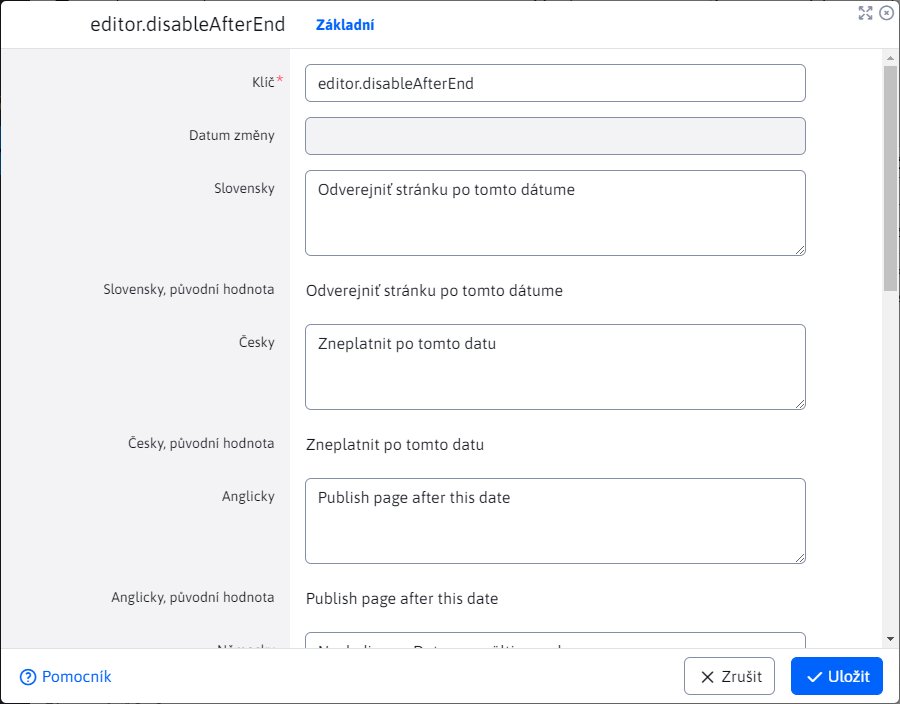 editor.disableAfterEnd
Základní
Klíč*
editor.disableAfterEnd
Datum změny
Slovensky
Odverejniť stránku po tomto dátume
Slovensky, původní hodnota
Odverejniť stránku po tomto dátume
Česky
Zneplatnit po tomto datu
Česky, původní hodnota
Zneplatnit po tomto datu
Anglicky
Publish page after this date
Anglicky, původní hodnota
Publish page after this date
Pomocník
Zrušit
Uložit